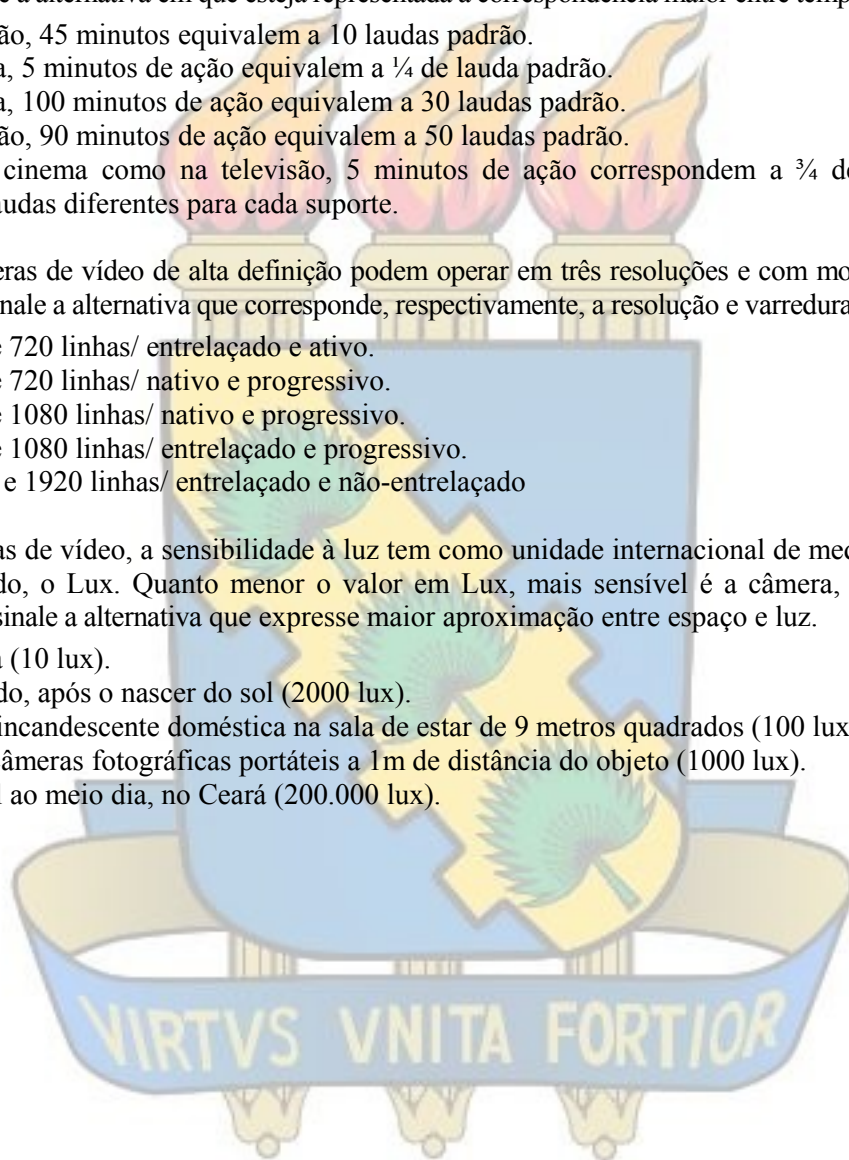 e a alternativa em que esteja representada a correspondência maior entre temp
ão, 45 minutos equivalem a 10 laudas padrão.
a, 5 minutos de ação equivalem a ¼ de lauda padrão.
a, 100 minutos de ação equivalem a 30 laudas padrão.
ão, 90 minutos de ação equivalem a 50 laudas padrão.
cinema como na televisão, 5 minutos de ação correspondem a ¾ d
audas diferentes para cada suporte.
eras de vídeo de alta definição podem operar em três resoluções e com mo
nale a alternativa que corresponde, respectivamente, a resolução e varredura
e 720 linhas/ entrelaçado e ativo.
e 720 linhas/ nativo e progressivo.
e 1080 linhas/ nativo e progressivo.
e 1080 linhas/ entrelaçado e progressivo.
e 1920 linhas/ entrelaçado e não-entrelaçado
as de vídeo, a sensibilidade à luz tem como unidade internacional de med
do, o Lux. Quanto menor o valor em Lux, mais sensível é a câmera,
sinale a alternativa que expresse maior aproximação entre espaço e luz.
a (10 lux).
do, após o nascer do sol (2000 lux).
incandescente doméstica na sala de estar de 9 metros quadrados (100 lux
câmeras fotográficas portáteis a 1m de distância do objeto (1000 lux).
l ao meio dia, no Ceará (200.000 lux).
VIRTVS VNITA FORTIOR